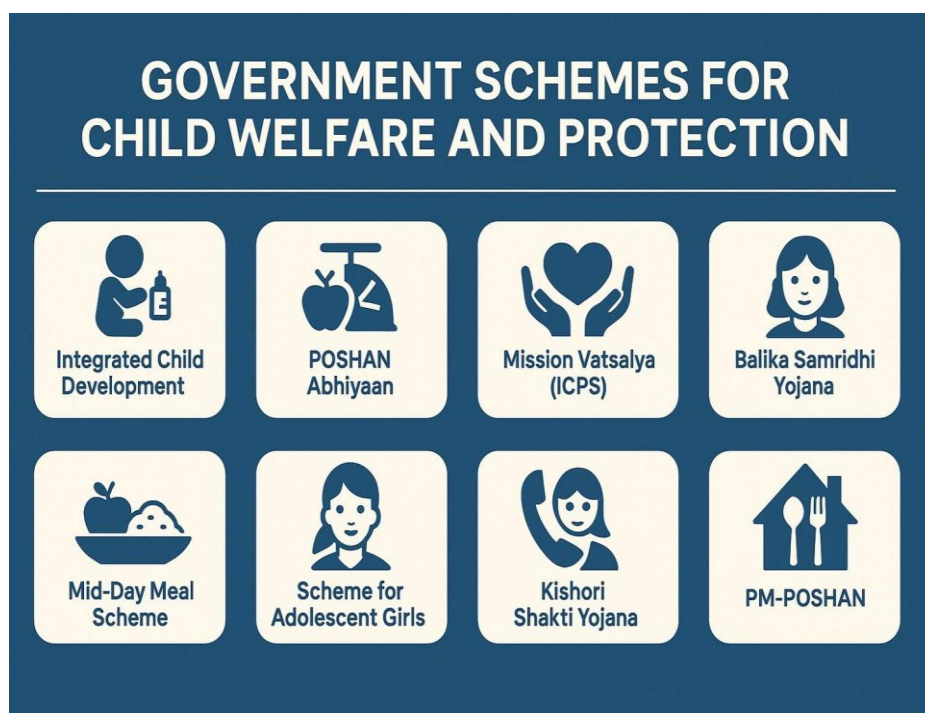 GOVERNMENT SCHEMES FOR
CHILD WELFARE AND PROTECTION
Integrated Child
Development
POSHAN
Abhiyaan
Mission Vatsalya
(ICPS)
Balika Samridhi
Yojana
Mid-Day Meal
Scheme
Scheme for
Adolescent Girls
Kishori
Shakti Yojana
PM-POSHAN